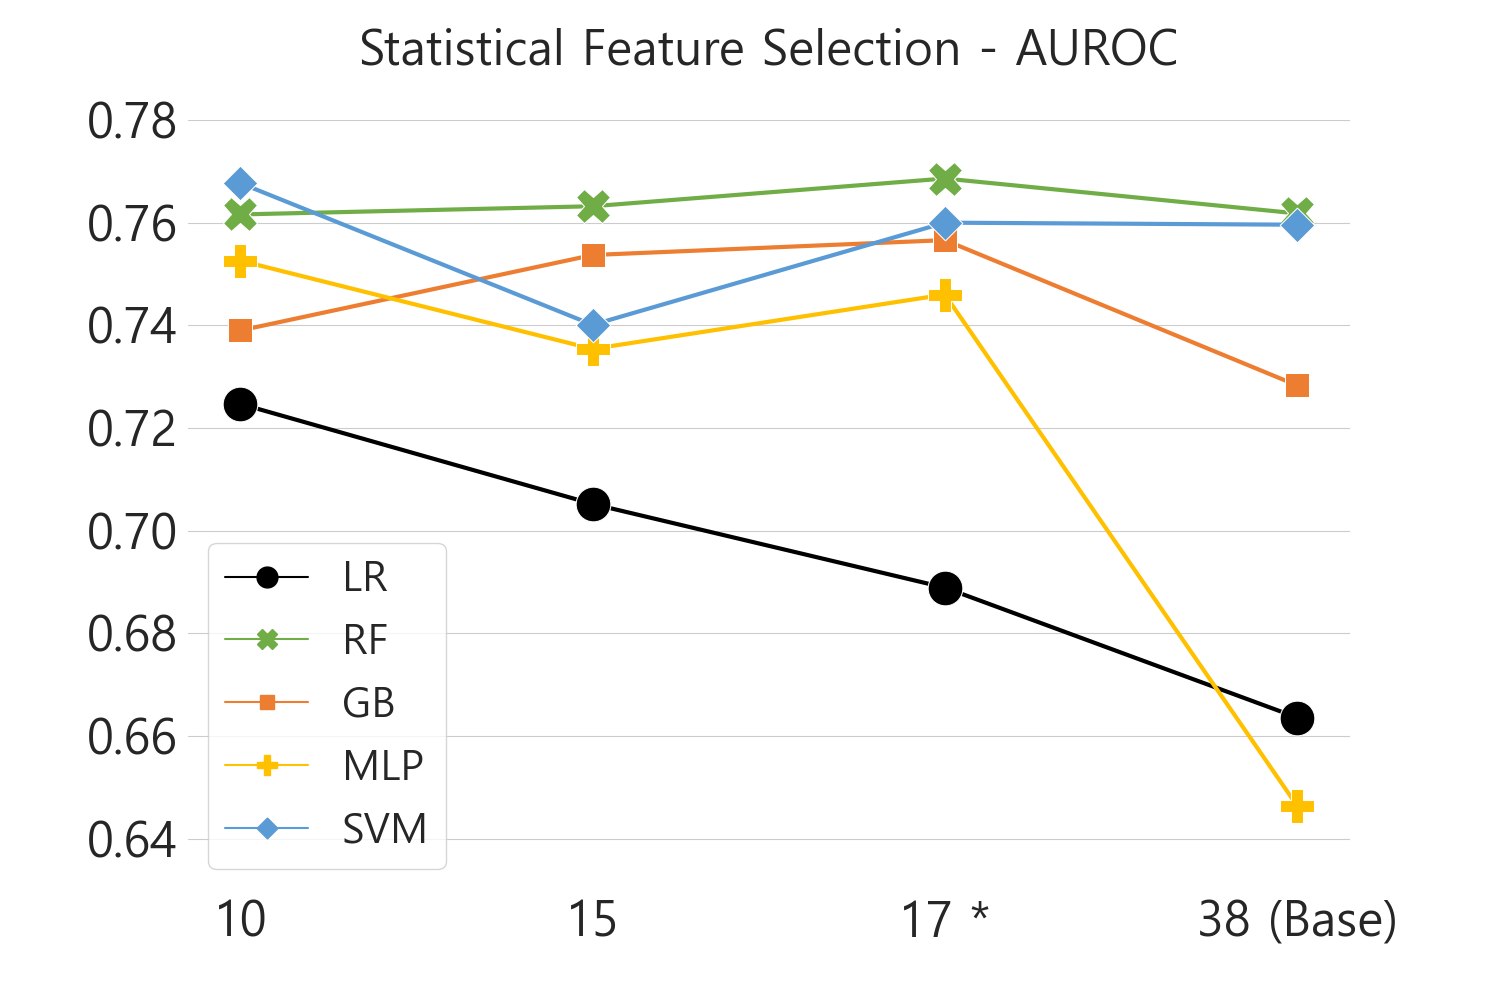 Statistical Feature Selection - AUROC
0.78
0.76
0.74
0.72
0.70
0.68
0.66
0.64
LR
RF
GB
MLP
SVM
10
15
17 *
38 (Base)